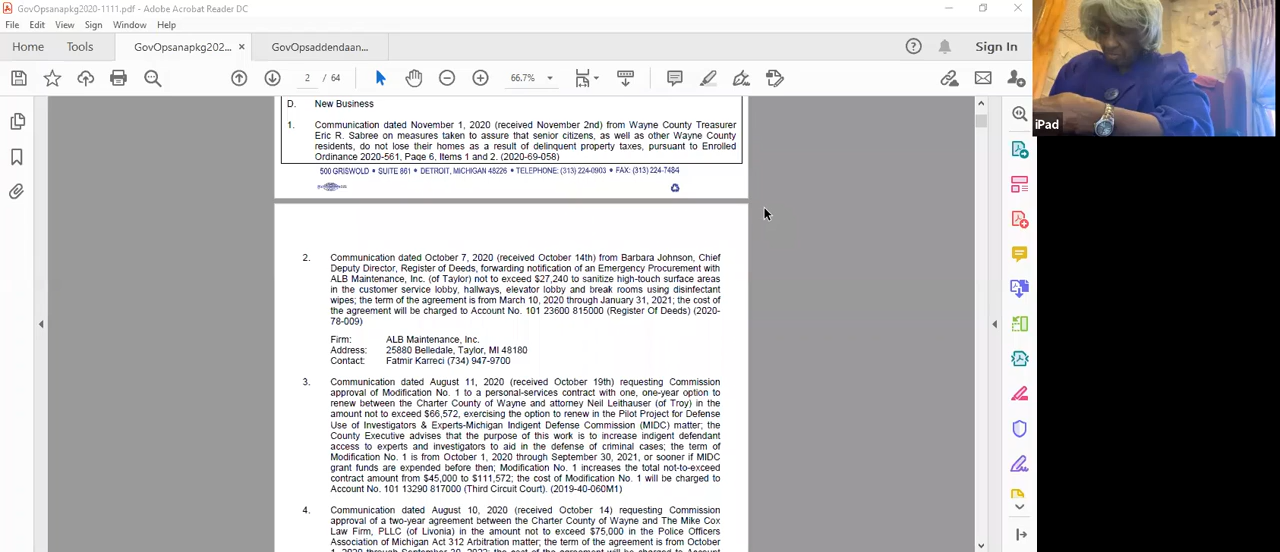 GovOpsanapkg2020-1111.pdf - Adobe Acrobat Reader DC
File Edit View Sign Window Help
Home Tools GovOpsanapkg202... × GovOpsaddendaan... Sign In
2 / 64 66.7%
D. New Business
1. Communication dated November 1, 2020 (received November 2nd) from Wayne County Treasurer
Eric R. Sabree on measures taken to assure that senior citizens, as well as other Wayne County
residents, do not lose their homes as a result of delinquent property taxes, pursuant to Enrolled
Ordinance 2020-561, Page 6, Items 1 and 2. (2020-69-058)
500 GRISWOLD • SUITE 861 • DETROIT, MICHIGAN 48226 • TELEPHONE: (313) 224-0903 • FAX: (313) 224-7484
2. Communication dated October 7, 2020 (received October 14th) from Barbara Johnson, Chief
Deputy Director, Register of Deeds, forwarding notification of an Emergency Procurement with
ALB Maintenance, Inc. (of Taylor) not to exceed $27,240 to sanitize high-touch surface areas
in the customer service lobby, hallways, elevator lobby and break rooms using disinfectant
wipes; the term of the agreement is from March 10, 2020 through January 31, 2021; the cost of
the agreement will be charged to Account No. 101 23600 815000 (Register Of Deeds) (2020-
78-009)
Firm: ALB Maintenance, Inc.
Address: 25880 Belledale, Taylor, MI 48180
Contact: Fatmir Karreci (734) 947-9700
3. Communication dated August 11, 2020 (received October 19th) requesting Commission
approval of Modification No. 1 to a personal-services contract with one, one-year option to
renew between the Charter County of Wayne and attorney Neil Leithauser (of Troy) in the
amount not to exceed $66,572, exercising the option to renew in the Pilot Project for Defense
Use of Investigators & Experts-Michigan Indigent Defense Commission (MIDC) matter; the
County Executive advises that the purpose of this work is to increase indigent defendant
access to experts and investigators to aid in the defense of criminal cases; the term of
Modification No. 1 is from October 1, 2020 through September 30, 2021, or sooner if MIDC
grant funds are expended before then; Modification No. 1 increases the total not-to-exceed
contract amount from $45,000 to $111,572; the cost of Modification No. 1 will be charged to
Account No. 101 13290 817000 (Third Circuit Court). (2019-40-060M1)
4. Communication dated August 10, 2020 (received October 14) requesting Commission
approval of a two-year agreement between the Charter County of Wayne and The Mike Cox
Law Firm, PLLC (of Livonia) in the amount not to exceed $75,000 in the Police Officers
Association of Michigan Act 312 Arbitration matter; the term of the agreement is from October
1, 2020 through September 30, 2022; the cost of the agreement will be charged to Account
iPad